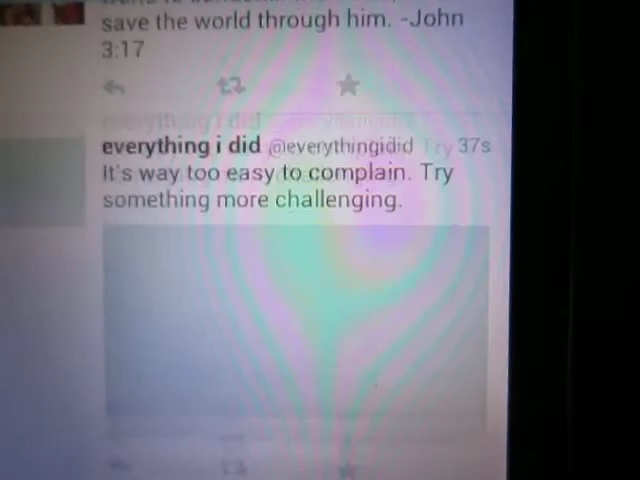 save the world through him. -John
3:17
everything i did @everythingidid 37s
It's way too easy to complain. Try
something more challenging.